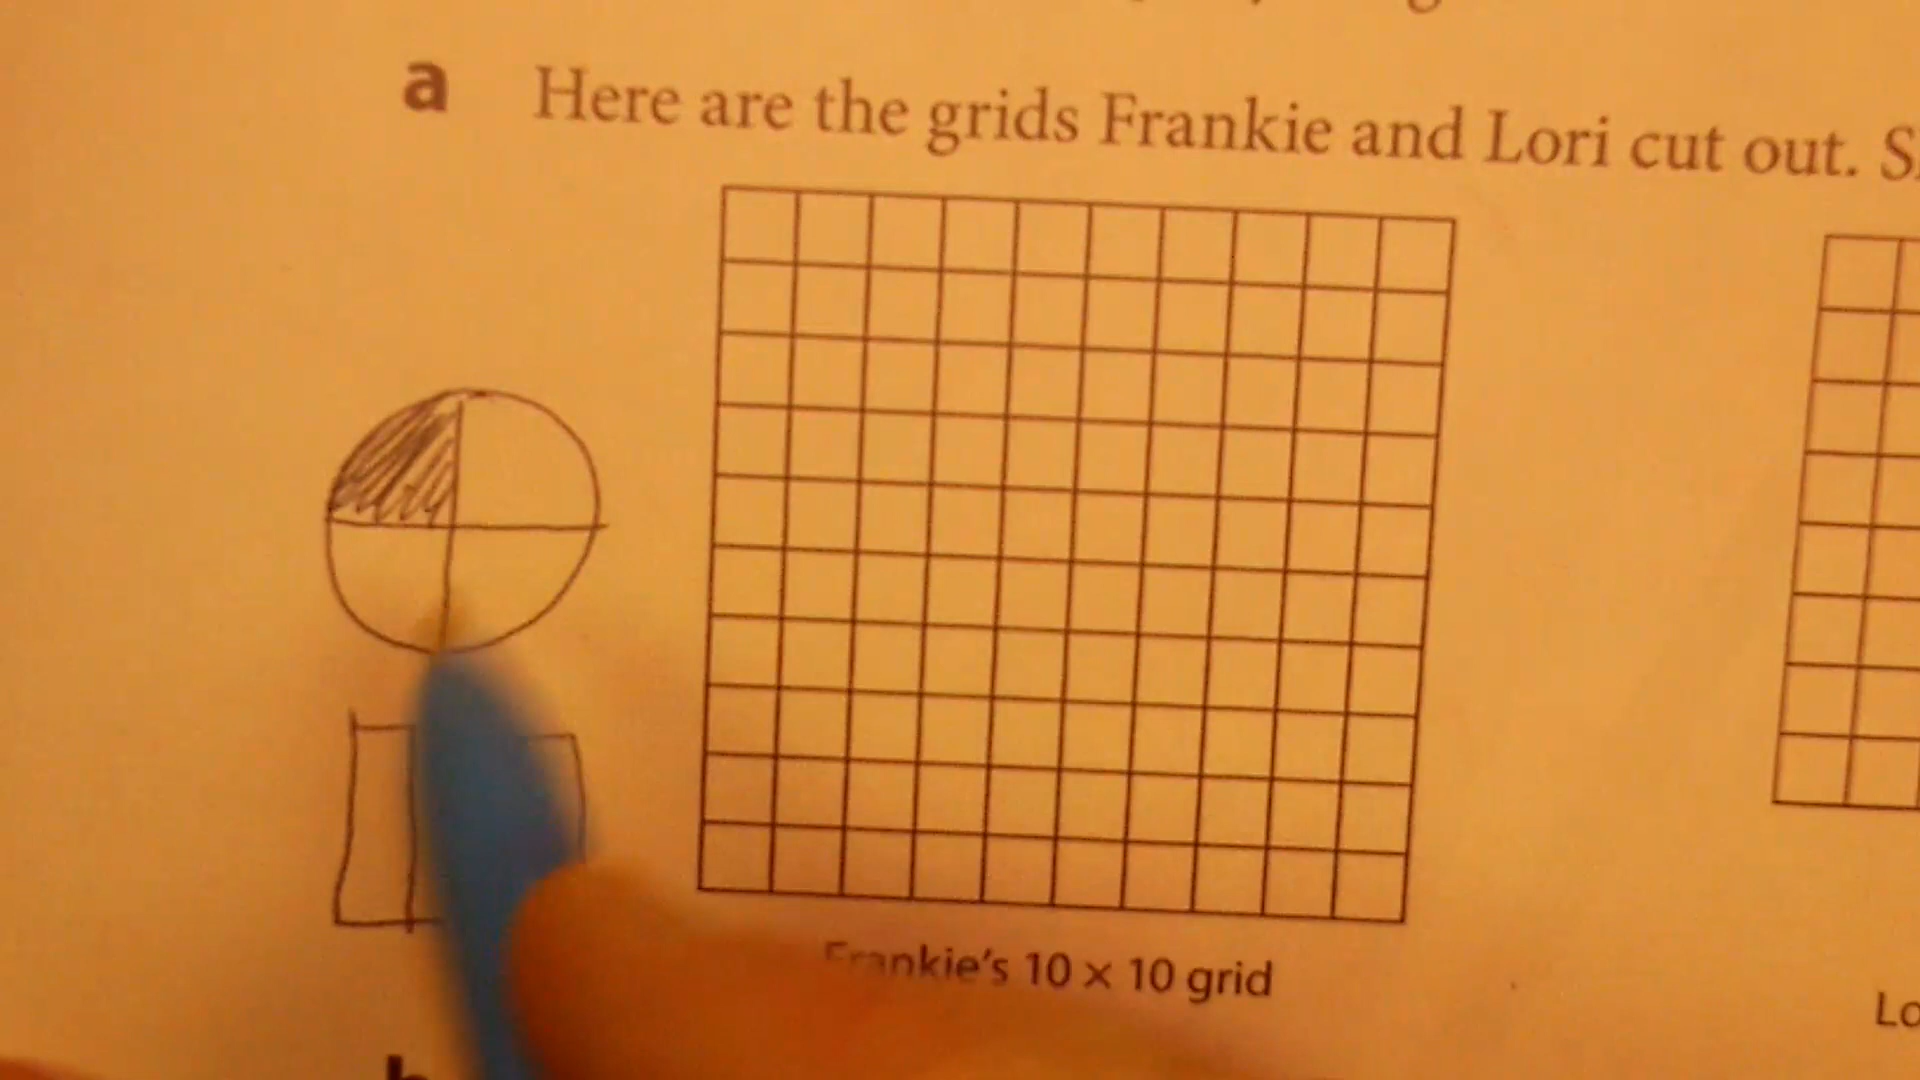 a Here are the grids Frankie and Lori cut out.
Frankie's 10 × 10 grid